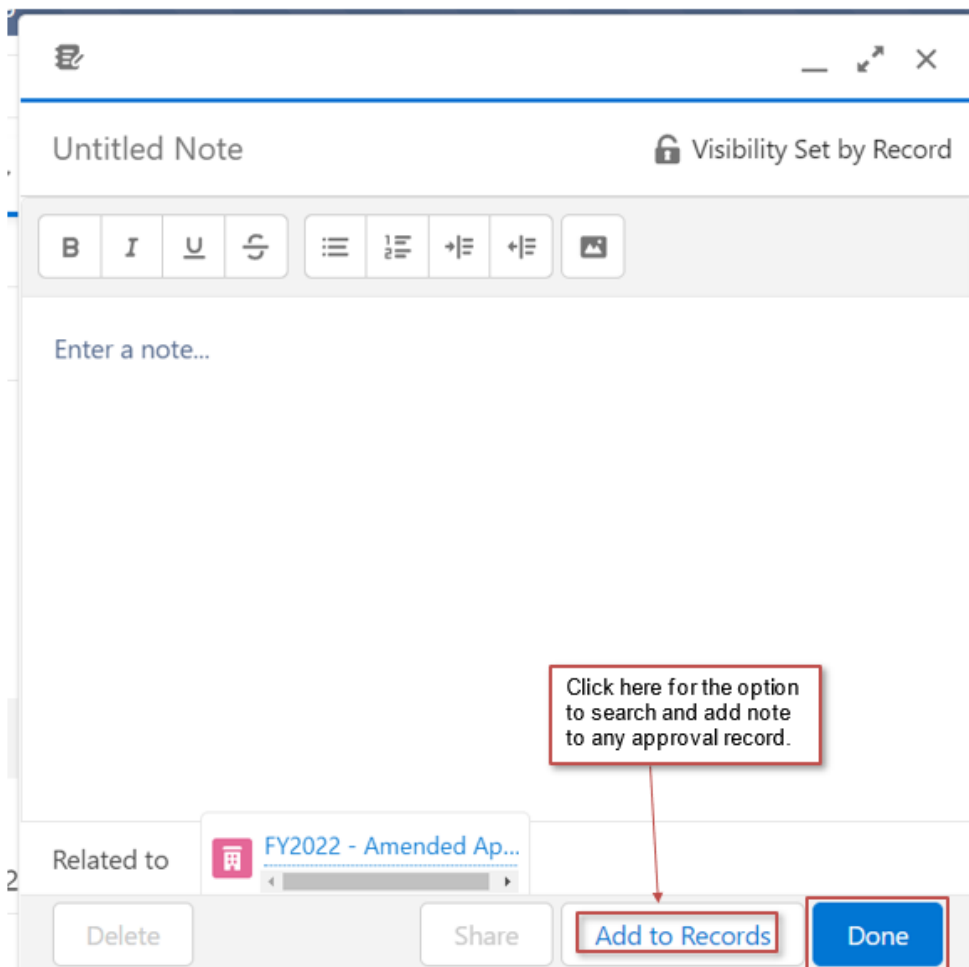 Untitled Note
Visibility Set by Record
B I U S
Enter a note...
Click here for the option
to search and add note
to any approval record.
Related to
FY2022 - Amended Ap...
2
Delete
Share
Add to Records
Done